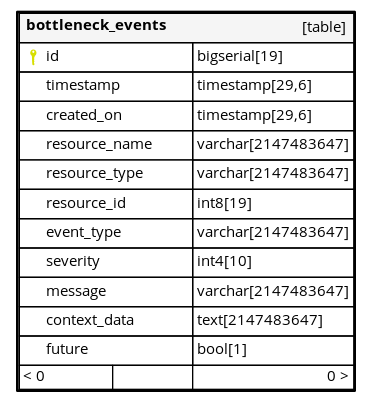 bottleneck_events [table]
id bigserial[19]
timestamp timestamp[29,6]
created_on timestamp[29,6]
resource_name varchar[2147483647]
resource_type varchar[2147483647]
resource_id int8[19]
event_type varchar[2147483647]
severity int4[10]
message varchar[2147483647]
context_data text[2147483647]
future bool[1]
< 0 0 >